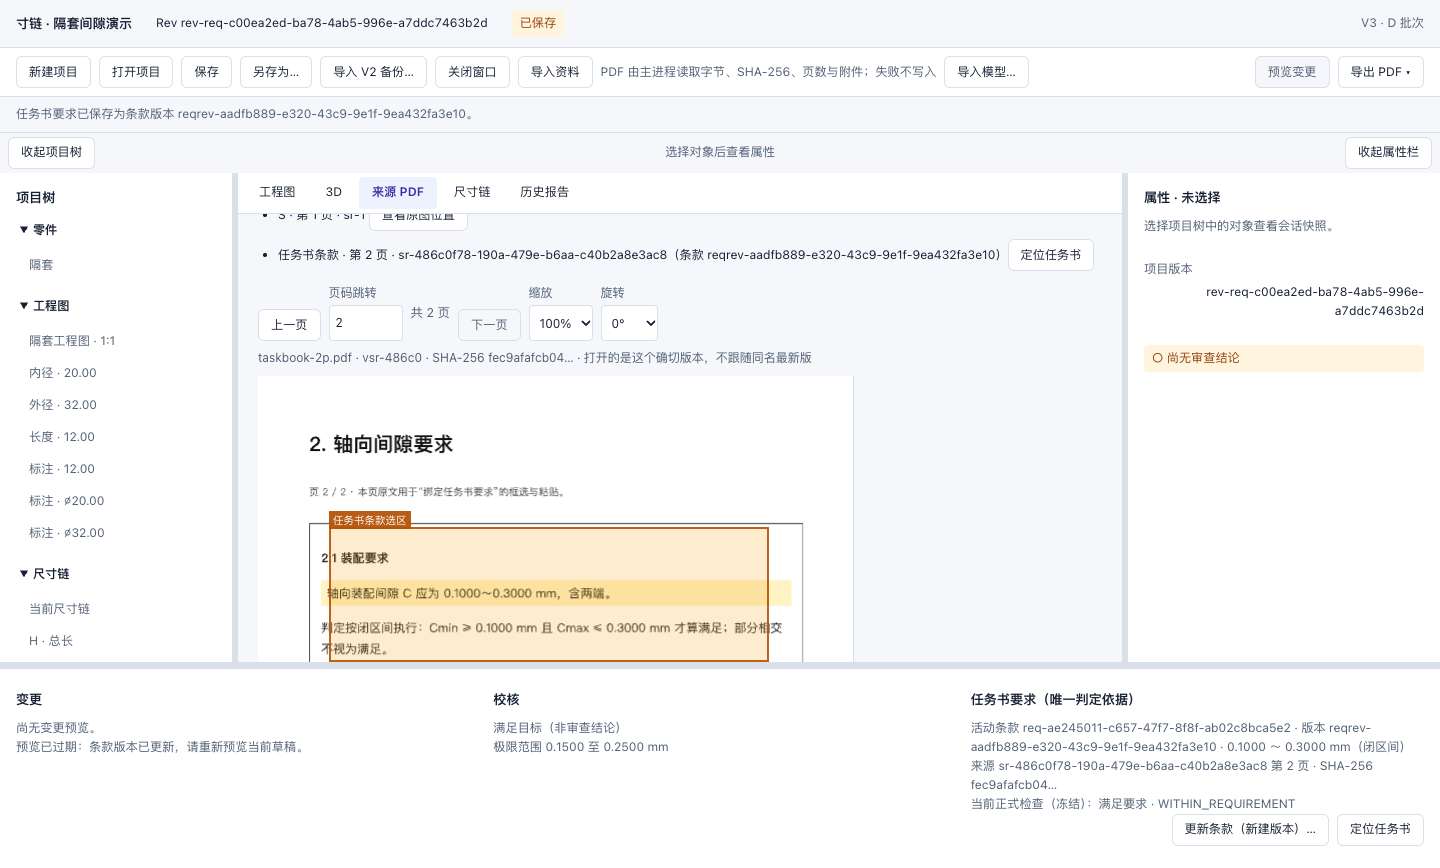 寸链 · 隔套间隙演示
Rev rev-req-c00ea2ed-ba78-4ab5-996e-a7ddc7463b2d
已保存
V3 · D 批次
新建项目
打开项目
保存
另存为...
导入 V2 备份...
关闭窗口
导入资料
PDF 由主进程读取字节、SHA-256、页数与附件；失败不写入
导入模型...
预览变更
导出 PDF ▾
任务书要求已保存为条款版本 reqrev-aadfb889-e320-43c9-9e1f-9ea432fa3e10。
收起项目树
选择对象后查看属性
收起属性栏
项目树
▼ 零件
隔套
▼ 工程图
隔套工程图 · 1:1
内径 · 20.00
外径 · 32.00
长度 · 12.00
标注 · 12.00
标注 · ⌀20.00
标注 · ⌀32.00
▼ 尺寸链
当前尺寸链
H · 总长
工程图
3D
来源 PDF
尺寸链
历史报告
• S · 第 1 页 · sr-1
查看原图位置
• 任务书条款 · 第 2 页 · sr-486c0f78-190a-479e-b6aa-c40b2a8e3ac8（条款 reqrev-aadfb889-e320-43c9-9e1f-9ea432fa3e10）
定位任务书
上一页
页码跳转
2
共 2 页
下一页
缩放
100%
旋转
0°
taskbook-2p.pdf · vsr-486c0 · SHA-256 fec9afafcb04... · 打开的是这个确切版本，不跟随同名最新版
2. 轴向间隙要求
页 2 / 2 · 本页原文用于“绑定任务书要求”的框选与粘贴。
任务书条款选区
2.1 装配要求
轴向装配间隙 C 应为 0.1000～0.3000 mm，含两端。
判定按闭区间执行：Cmin ≥ 0.1000 mm 且 Cmax ≤ 0.3000 mm 才算满足；部分相交
不视为满足。
属性 · 未选择
选择项目树中的对象查看会话快照。
项目版本
rev-req-c00ea2ed-ba78-4ab5-996e-
a7ddc7463b2d
○ 尚无审查结论
变更
尚无变更预览。
预览已过期：条款版本已更新，请重新预览当前草稿。
校核
满足目标（非审查结论）
极限范围 0.1500 至 0.2500 mm
任务书要求（唯一判定依据）
活动条款 req-ae245011-c657-47f7-8f8f-ab02c8bca5e2 · 版本 reqrev-
aadfb889-e320-43c9-9e1f-9ea432fa3e10 · 0.1000 ～ 0.3000 mm（闭区间）
来源 sr-486c0f78-190a-479e-b6aa-c40b2a8e3ac8 第 2 页 · SHA-256
fec9afafcb04...
当前正式检查（冻结）：满足要求 · WITHIN_REQUIREMENT
更新条款（新建版本）...
定位任务书